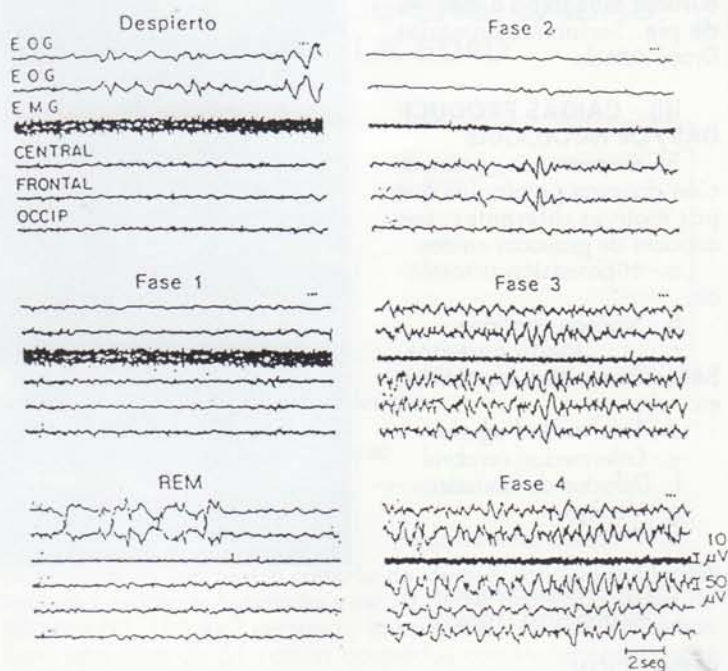 Despierto
EOG
EOG
EMG
CENTRAL
FRONTAL
OCCIP
Fase 2
Fase 1
Fase 3
REM
Fase 4
10
μV
50
μV
2 seg